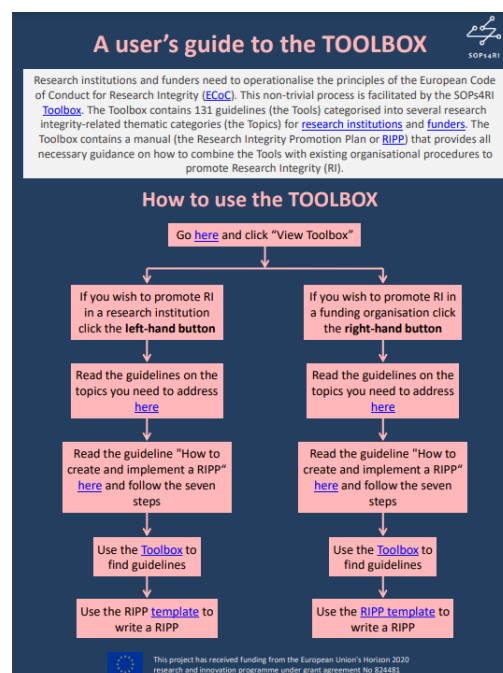 A user's guide to the TOOLBOX
SOPs4RI
Research institutions and funders need to operationalise the principles of the European Code
of Conduct for Research Integrity (ECoC). This non-trivial process is facilitated by the SOPs4RI
Toolbox. The Toolbox contains 131 guidelines (the Tools) categorised into several research
integrity-related thematic categories (the Topics) for research institutions and funders. The
Toolbox contains a manual (the Research Integrity Promotion Plan or RIPP) that provides all
necessary guidance on how to combine the Tools with existing organisational procedures to
promote Research Integrity (RI).
How to use the TOOLBOX
Go here and click "View Toolbox"
If you wish to promote RI
in a research institution
click the left-hand button
Read the guidelines on the
topics you need to address
here
Read the guideline "How to
create and implement a RIPP“
here and follow the seven
steps
Use the Toolbox to
find guidelines
Use the RIPP template to
write a RIPP
If you wish to promote RI in
a funding organisation click
the right-hand button
Read the guidelines on the
topics you need to address
here
Read the guideline "How to
create and implement a RIPP“
here and follow the seven
steps
Use the Toolbox to
find guidelines
Use the RIPP template to
write a RIPP
This project has received funding from the European Union's Horizon 2020
research and innovation programme under grant agreement No 824481